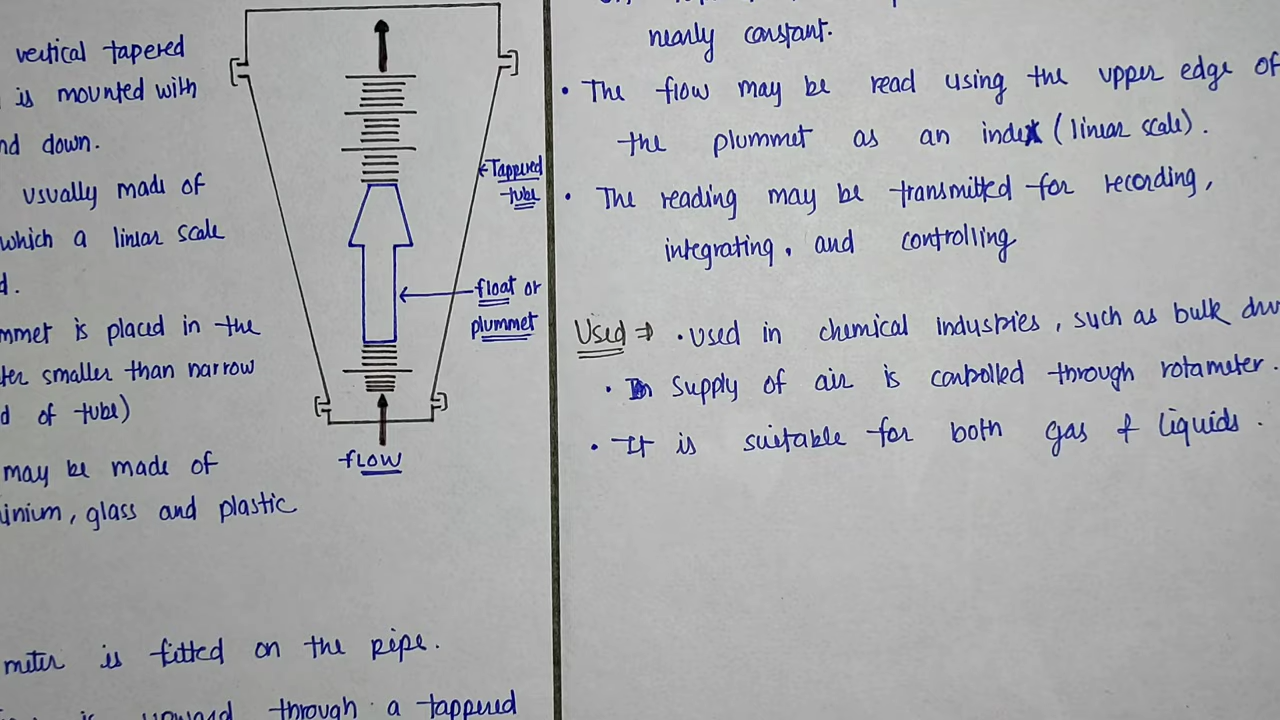 vertical tapered
is mounted with
nd down.
usually made of
which a linear scale
d.
mmet is placed in the
ter smaller than narrow
d of tube)
may be made of
inium, glass and plastic
meter is fitted on the pipe.
is upward through a tappered
Tappered
tube
float or
plummet
flow
nearly constant.
• The flow may be read using the upper edge of
the plummet as an index (linear scale).
• The reading may be transmitted for recording,
integrating, and controlling
Used ⇒ • Used in chemical industries, such as bulk dru
• In supply of air is controlled through rotameter.
• It is suitable for both gas & liquids.